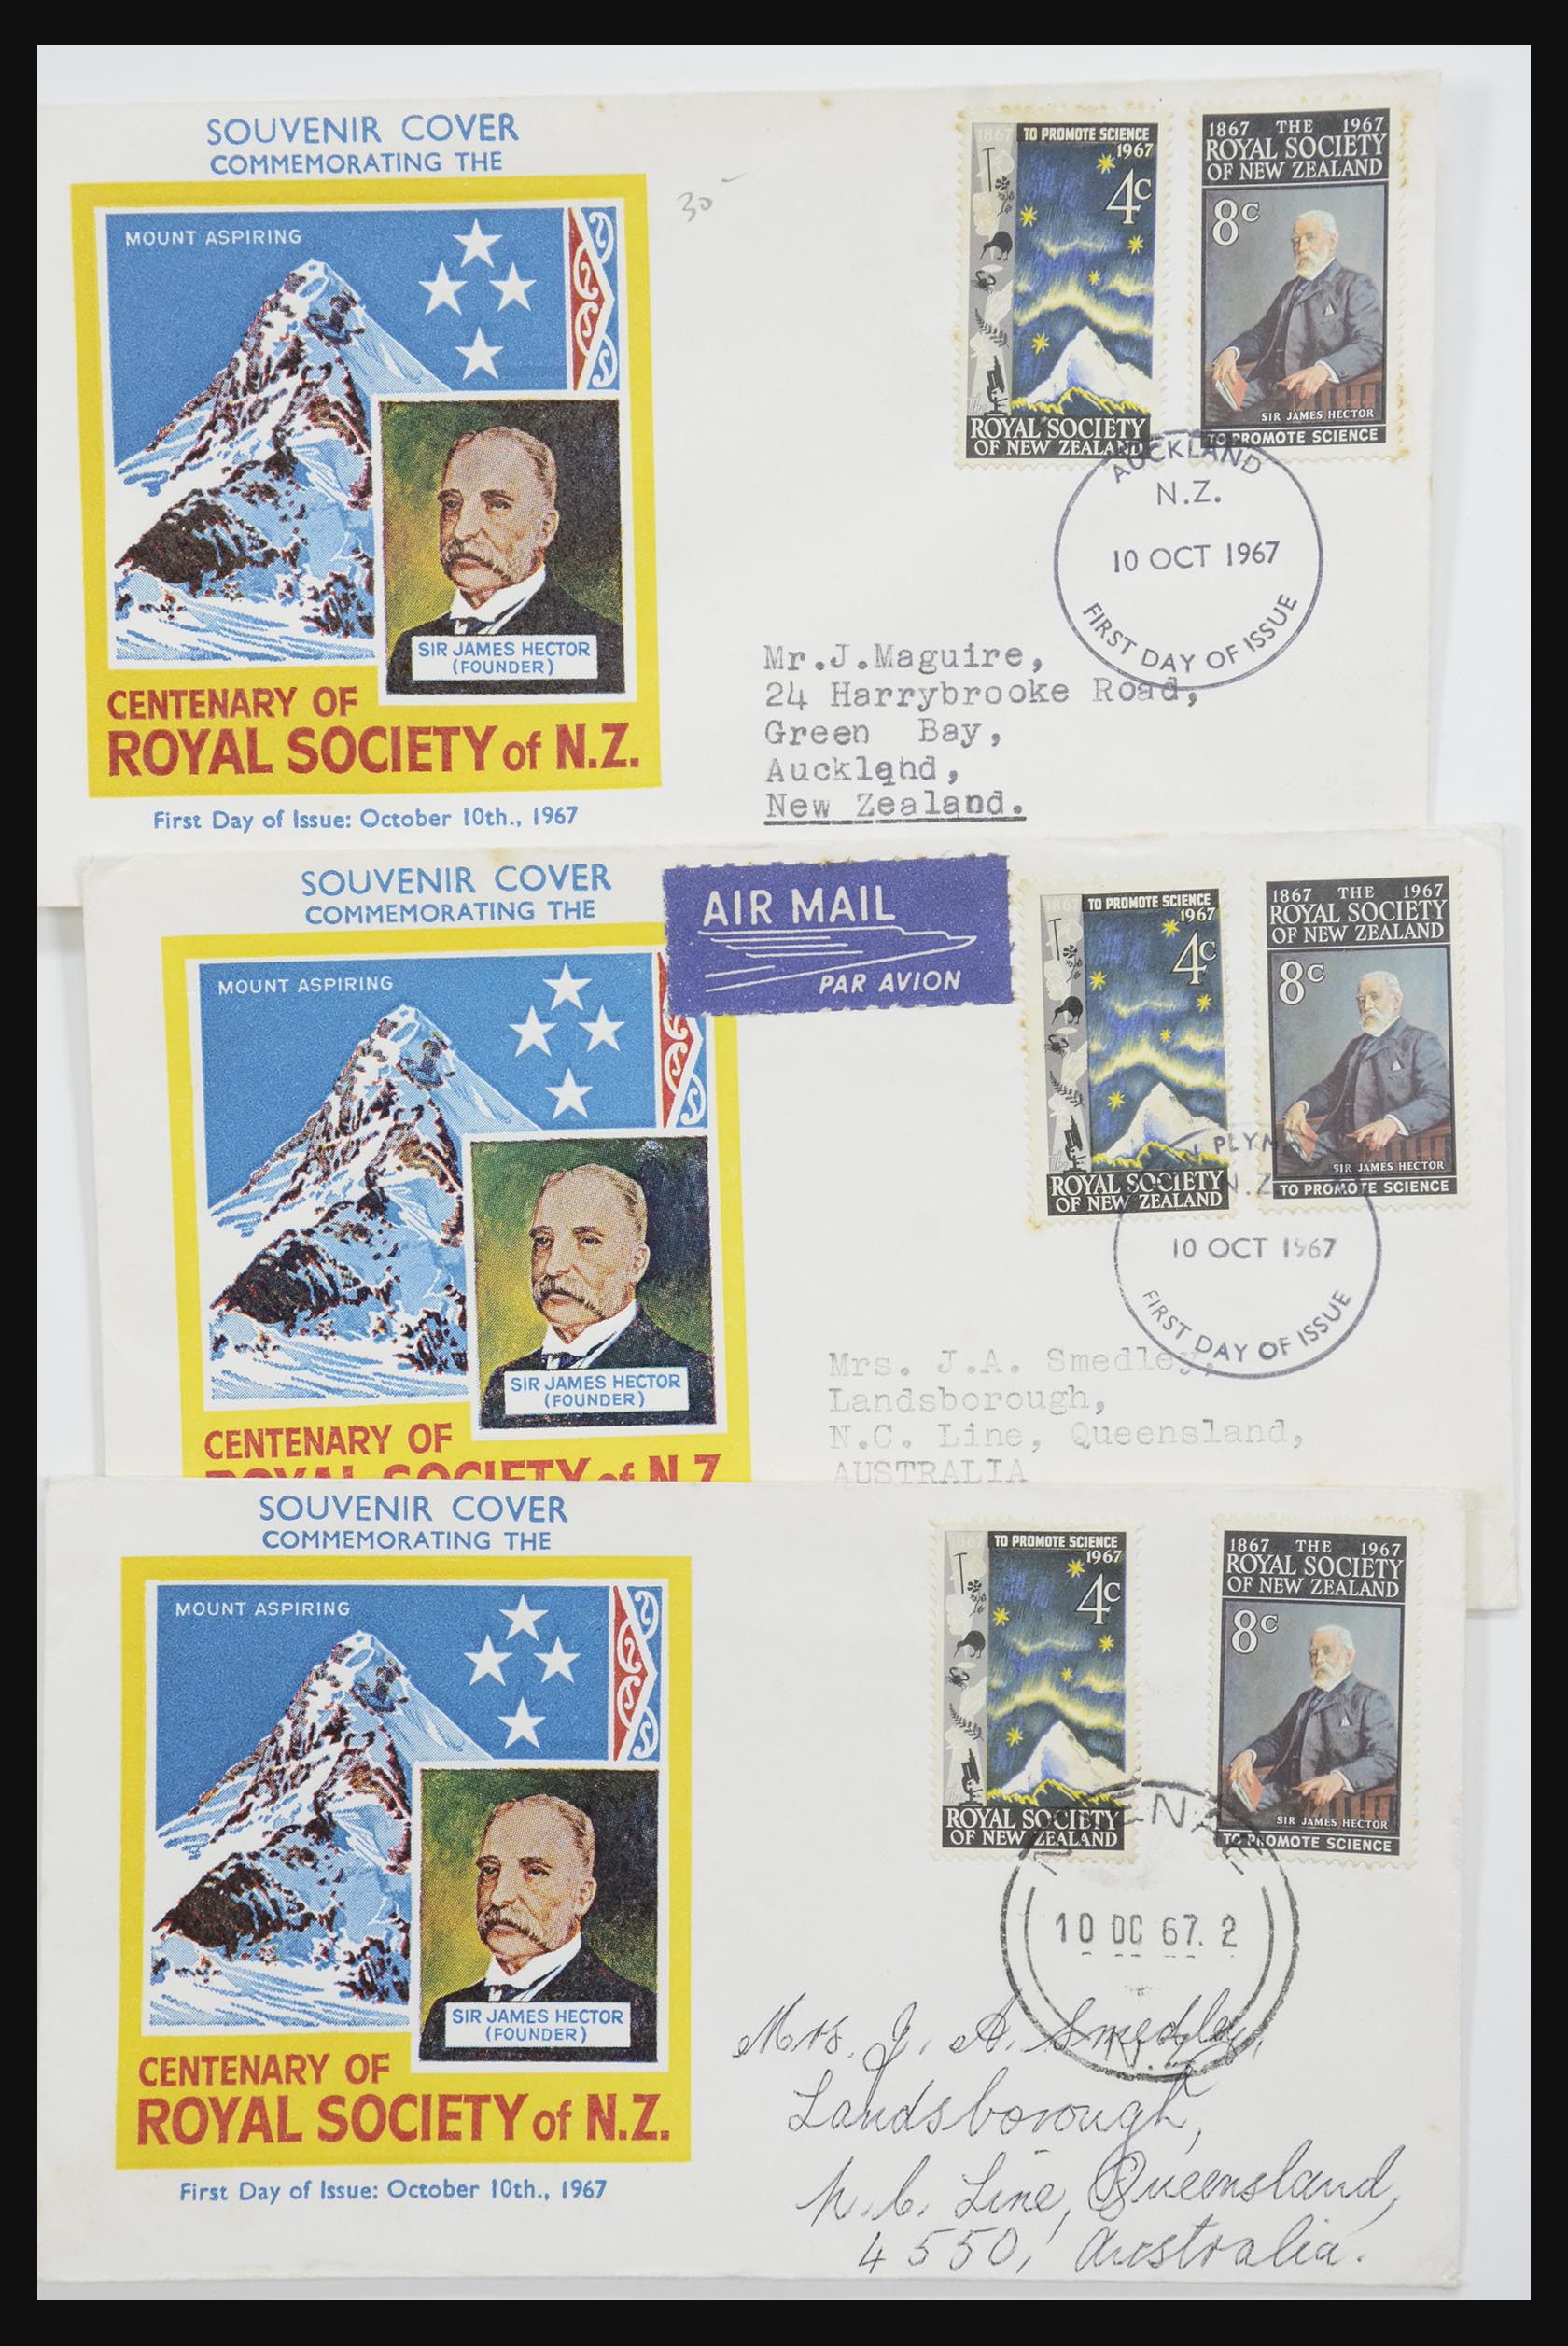 SOUVENIR COVER
COMMEMORATING THE
MOUNT ASPIRING
SIR JAMES HECTOR
(FOUNDER)
CENTENARY OF
ROYAL SOCIETY of N.Z.
First Day of Issue: October 10th., 1967
30-
1867 TO PROMOTE SCIENCE
1967
4c
ROYAL SOCIETY
OF NEW ZEALAND
1867 THE 1967
ROYAL SOCIETY
OF NEW ZEALAND
8c
SIR JAMES HECTOR
TO PROMOTE SCIENCE
AUCKLAND
N.Z.
10 OCT 1967
FIRST DAY OF ISSUE
Mr.J.Maguire,
24 Harrybrooke Road,
Green Bay,
Auckland,
New Zealand.
SOUVENIR COVER
COMMEMORATING THE
MOUNT ASPIRING
SIR JAMES HECTOR
(FOUNDER)
CENTENARY OF
ROYAL SOCIETY of N.Z.
AIR MAIL
PAR AVION
1867 TO PROMOTE SCIENCE
1967
4c
ROYAL SOCIETY
OF NEW ZEALAND
1867 THE 1967
ROYAL SOCIETY
OF NEW ZEALAND
8c
SIR JAMES HECTOR
TO PROMOTE SCIENCE
N.Z.
10 OCT 1967
FIRST DAY OF ISSUE
Mrs. J.A. Smedley,
Landsborough,
N.C. Line, Queensland,
AUSTRALIA
SOUVENIR COVER
COMMEMORATING THE
MOUNT ASPIRING
SIR JAMES HECTOR
(FOUNDER)
CENTENARY OF
ROYAL SOCIETY of N.Z.
First Day of Issue: October 10th., 1967
TO PROMOTE SCIENCE
1967
4c
ROYAL SOCIETY
OF NEW ZEALAND
1867 THE 1967
ROYAL SOCIETY
OF NEW ZEALAND
8c
SIR JAMES HECTOR
TO PROMOTE SCIENCE
10 OC 67. 2
Mrs. J. A. Smedley,
Landsborough,
N.C. Line, Queensland,
4550, Australia.